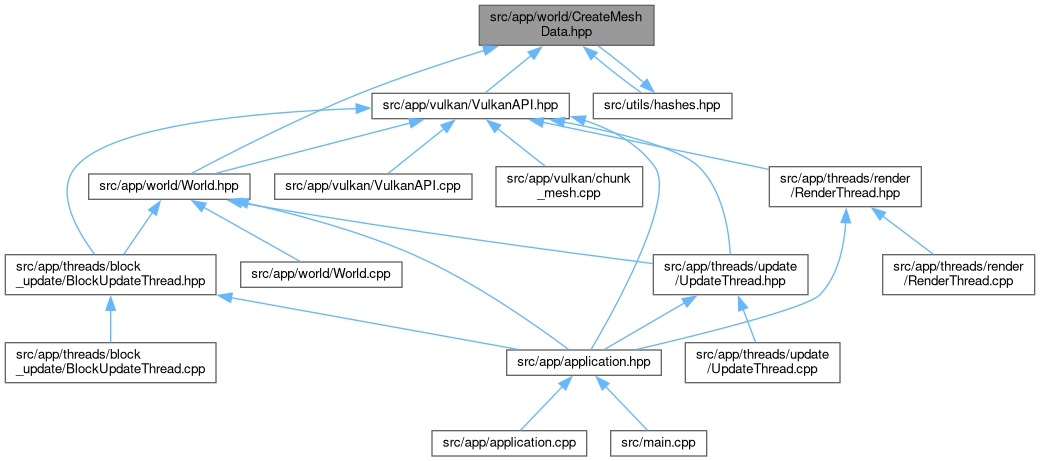 src/app/world/CreateMesh
Data.hpp
src/app/vulkan/VulkanAPI.hpp
src/utils/hashes.hpp
src/app/world/World.hpp
src/app/vulkan/VulkanAPI.cpp
src/app/vulkan/chunk
_mesh.cpp
src/app/threads/render
/RenderThread.hpp
src/app/threads/block
_update/BlockUpdateThread.hpp
src/app/world/World.cpp
src/app/threads/update
/UpdateThread.hpp
src/app/threads/render
/RenderThread.cpp
src/app/threads/block
_update/BlockUpdateThread.cpp
src/app/application.hpp
src/app/threads/update
/UpdateThread.cpp
src/app/application.cpp
src/main.cpp